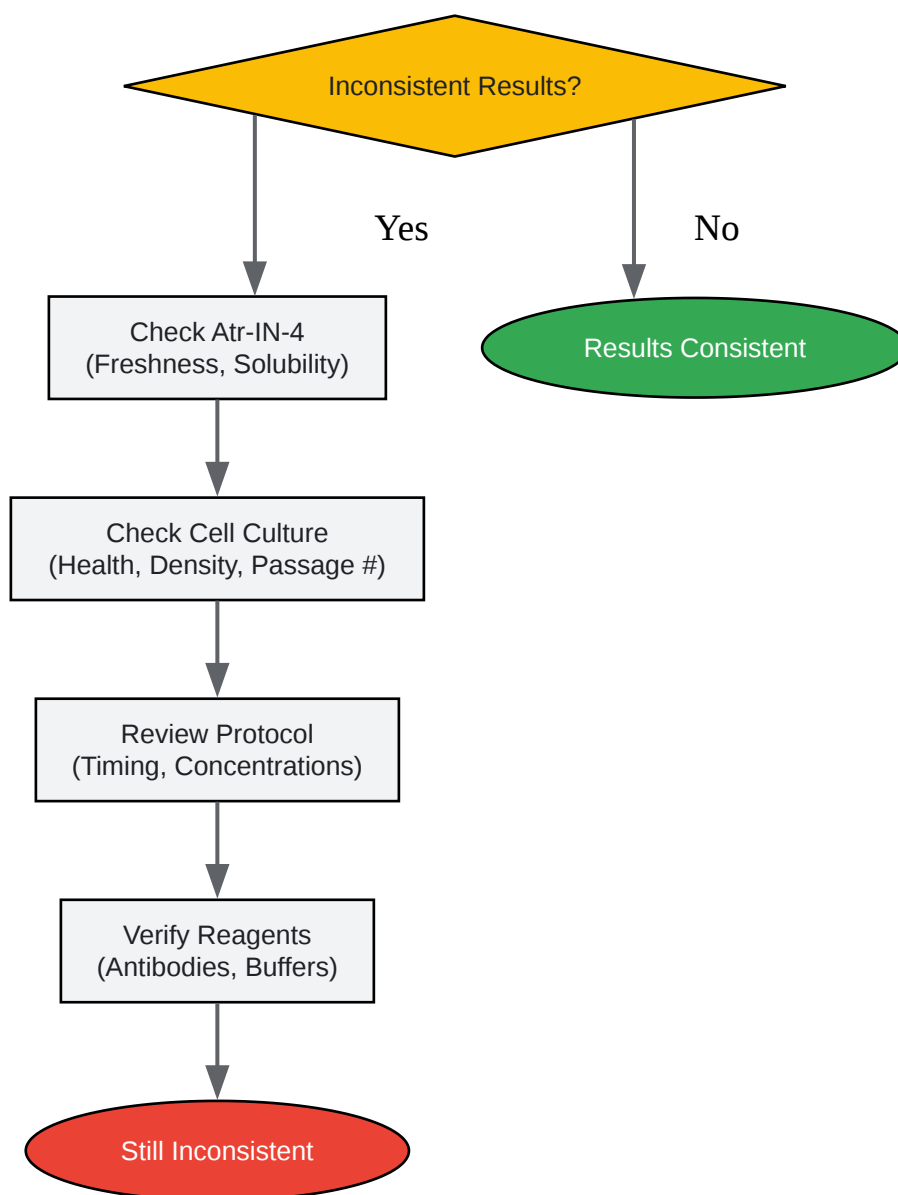 Inconsistent Results?
Yes
No
Check Atr-IN-4
(Freshness, Solubility)
Results Consistent
Check Cell Culture
(Health, Density, Passage #)
Review Protocol
(Timing, Concentrations)
Verify Reagents
(Antibodies, Buffers)
Still Inconsistent